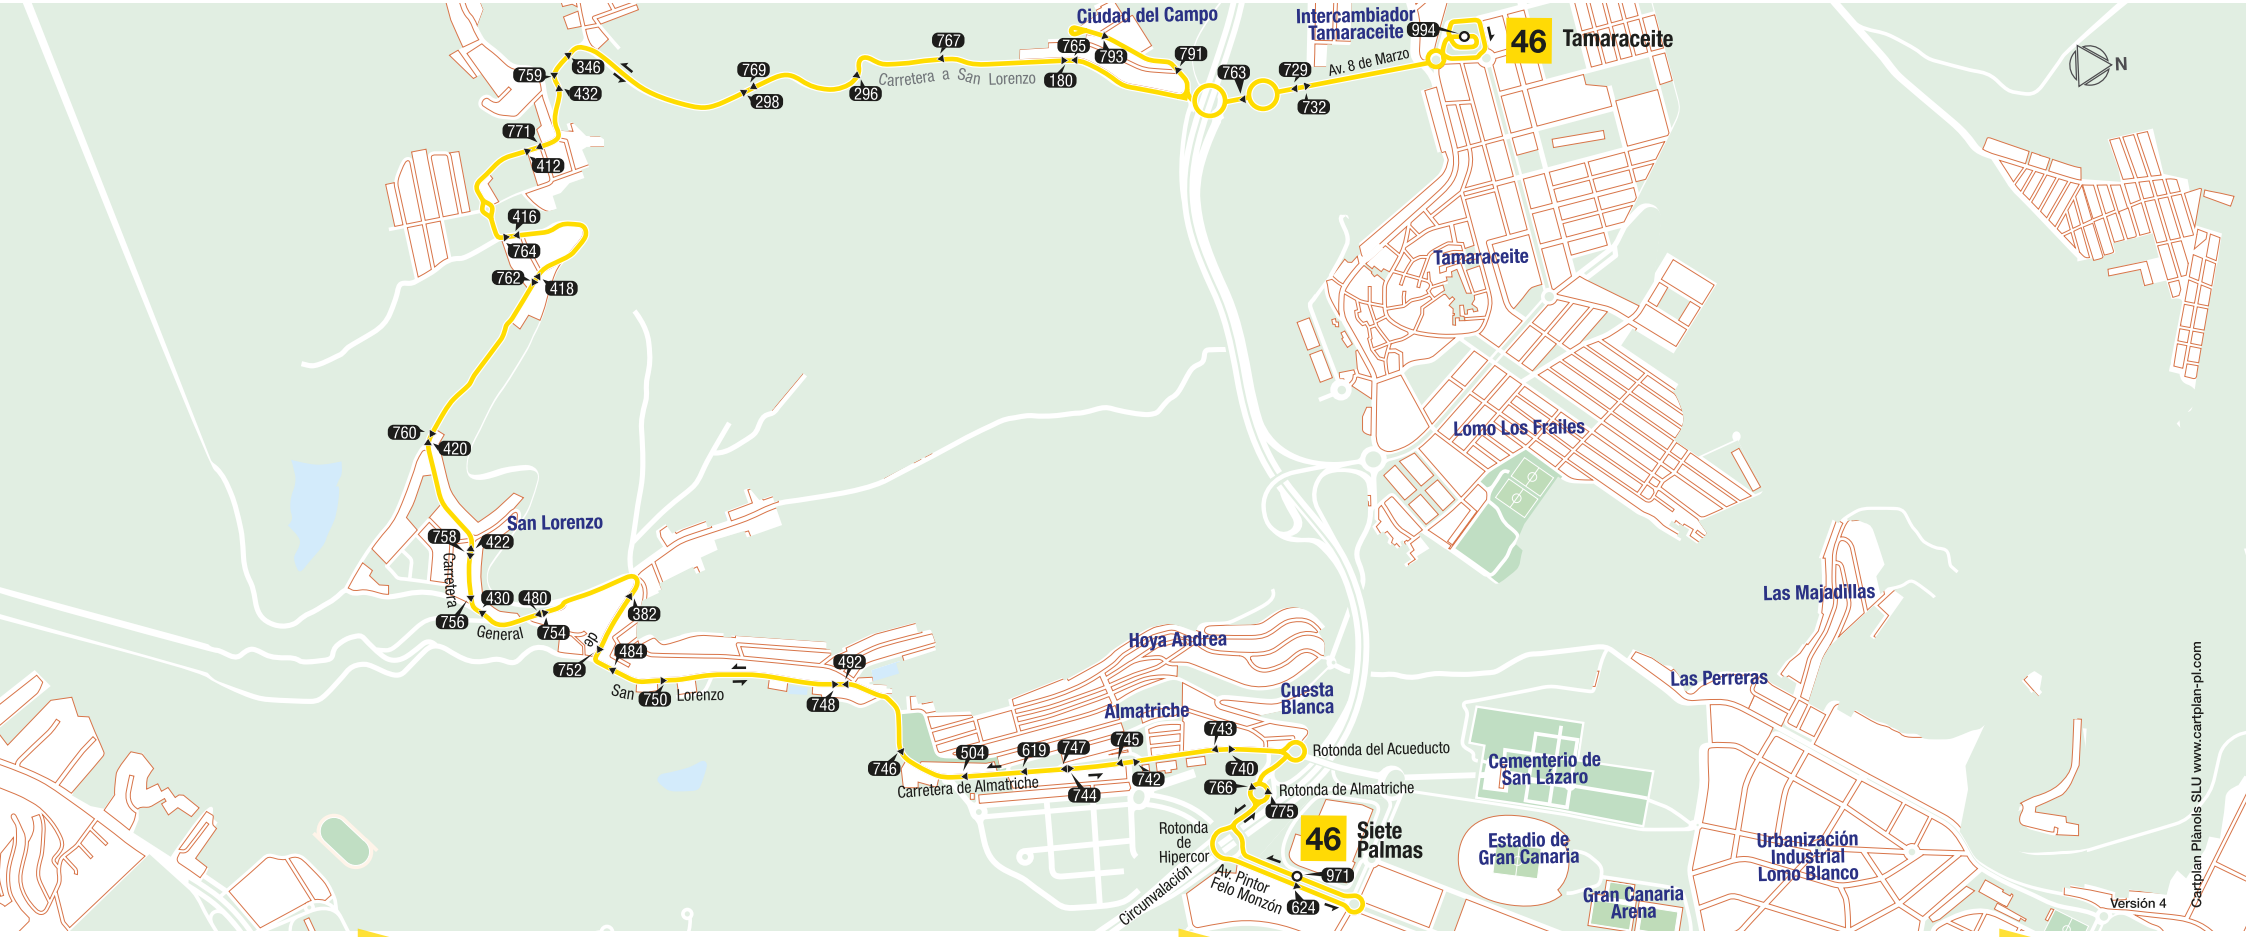 Ciudad del Campo
Intercambiador
Tamaraceite
994
46
Tamaraceite
Av. 8 de Marzo
N
767
765
793
791
180
763
729
732
Carretera a San Lorenzo
769
298
296
346
759
432
771
412
416
764
762
418
Tamaraceite
Lomo Los Frailes
760
420
San Lorenzo
758
422
Carretera
430
480
756
General
754
382
de
752
484
San
750
Lorenzo
492
748
Hoya Andrea
Las Majadillas
Las Perreras
Cuesta
Blanca
Almatriche
746
504
619
747
745
743
Carretera de Almatriche
744
742
740
Rotonda del Acueducto
766
Rotonda de Almatriche
775
Cementerio de
San Lázaro
Rotonda
de
Hipercor
46
Siete
Palmas
Av. Pintor
Felo Monzón
971
624
Circunvalación
Estadio de
Gran Canaria
Gran Canaria
Arena
Urbanización
Industrial
Lomo Blanco
Versión 4
Cartplan Plànols SLU www.cartplan-pl.com